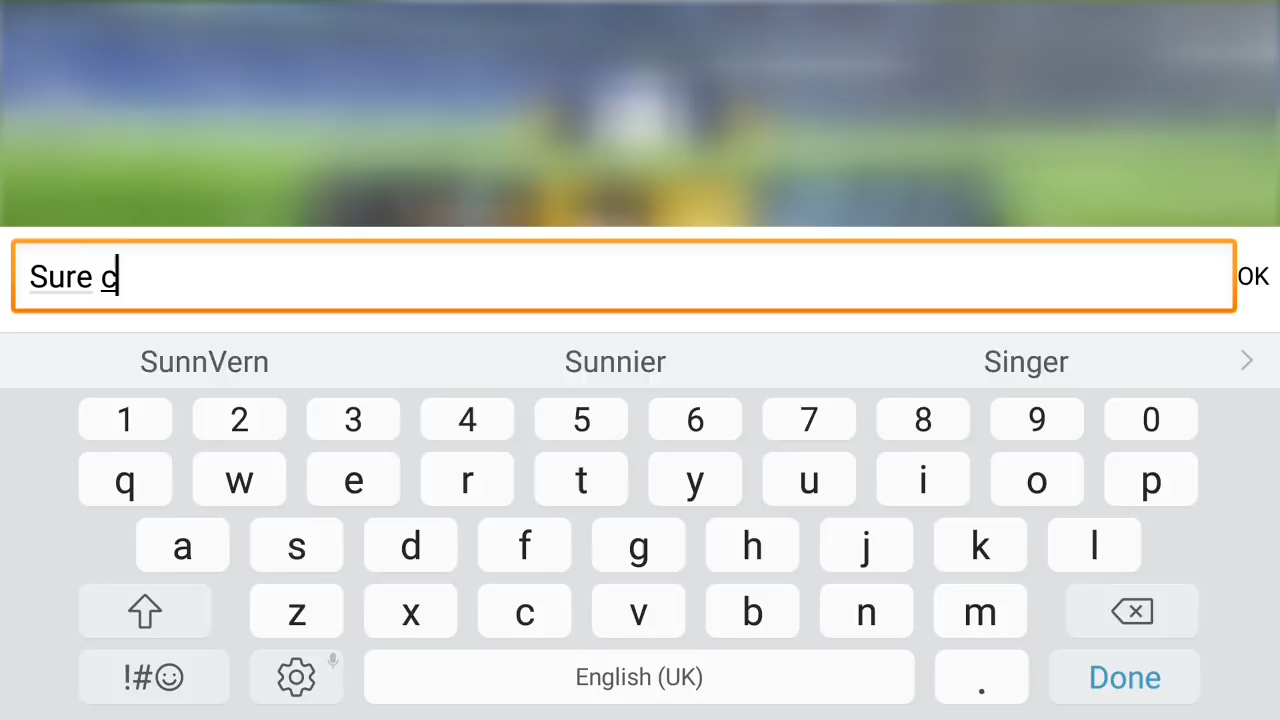 Sure c
OK
SunnVern Sunnier Singer
1 2 3 4 5 6 7 8 9 0
q w e r t y u i o p
a s d f g h j k l
z x c v b n m
!#☺ English (UK) . Done